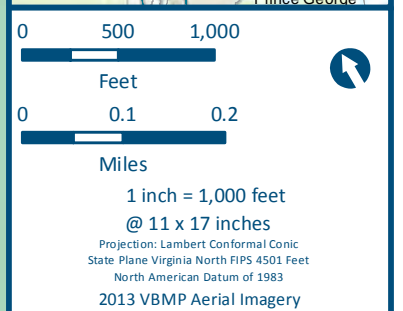 Prince George
0 500 1,000
Feet
0 0.1 0.2
Miles
1 inch = 1,000 feet
@ 11 x 17 inches
Projection: Lambert Conformal Conic
State Plane Virginia North FIPS 4501 Feet
North American Datum of 1983
2013 VBMP Aerial Imagery